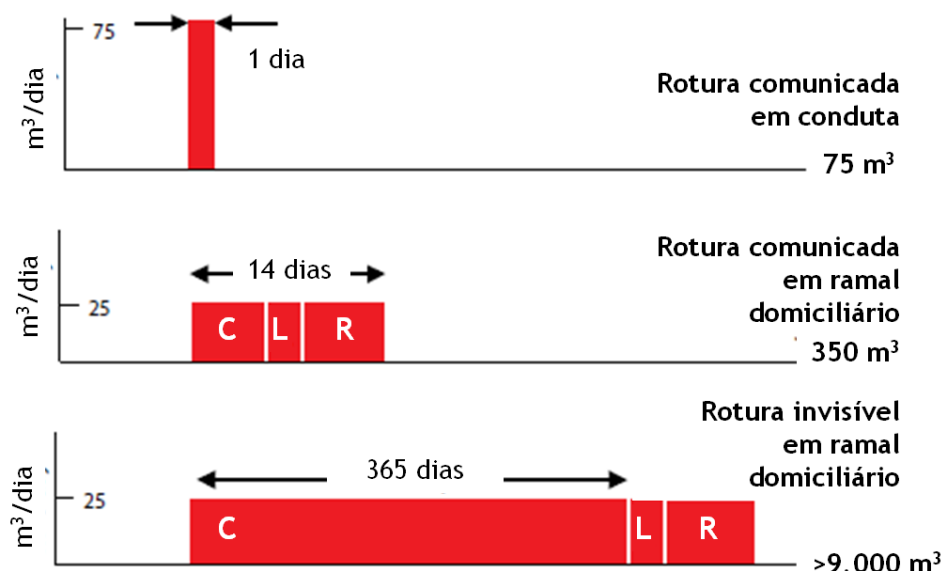 75
m³/dia
1 dia
Rotura comunicada
em conduta
75 m³
m³/dia
25
14 dias
C L R
Rotura comunicada
em ramal
domiciliário
350 m³
m³/dia
25
365 dias
C L R
Rotura invisível
em ramal
domiciliário
>9.000 m³